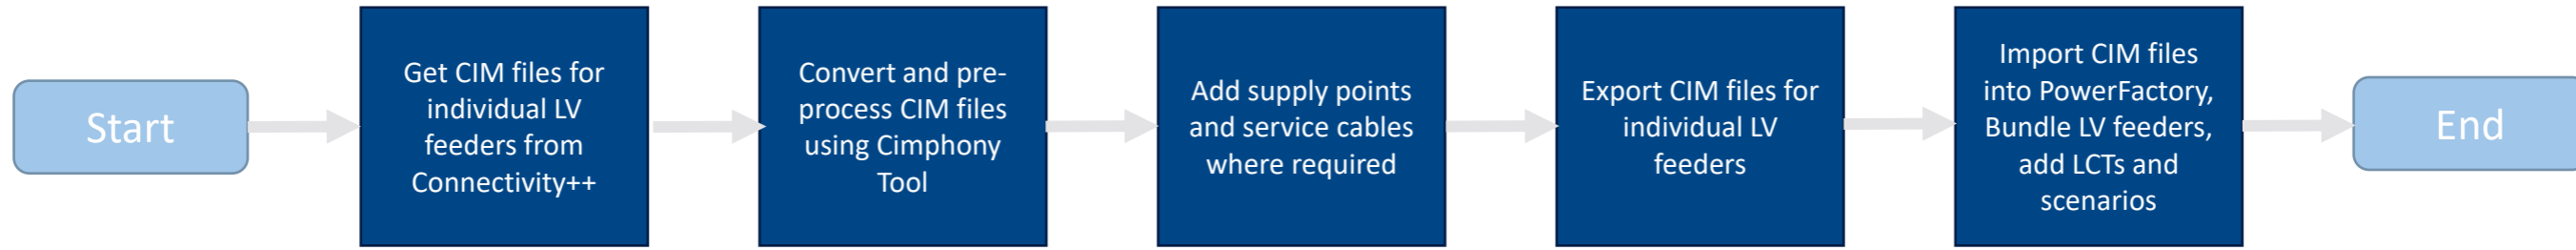 Start
Get CIM files for
individual LV
feeders from
Connectivity++
Convert and pre-
process CIM files
using Cimphony
Tool
Add supply points
and service cables
where required
Export CIM files for
individual LV
feeders
Import CIM files
into PowerFactory,
Bundle LV feeders,
add LCTs and
scenarios
End